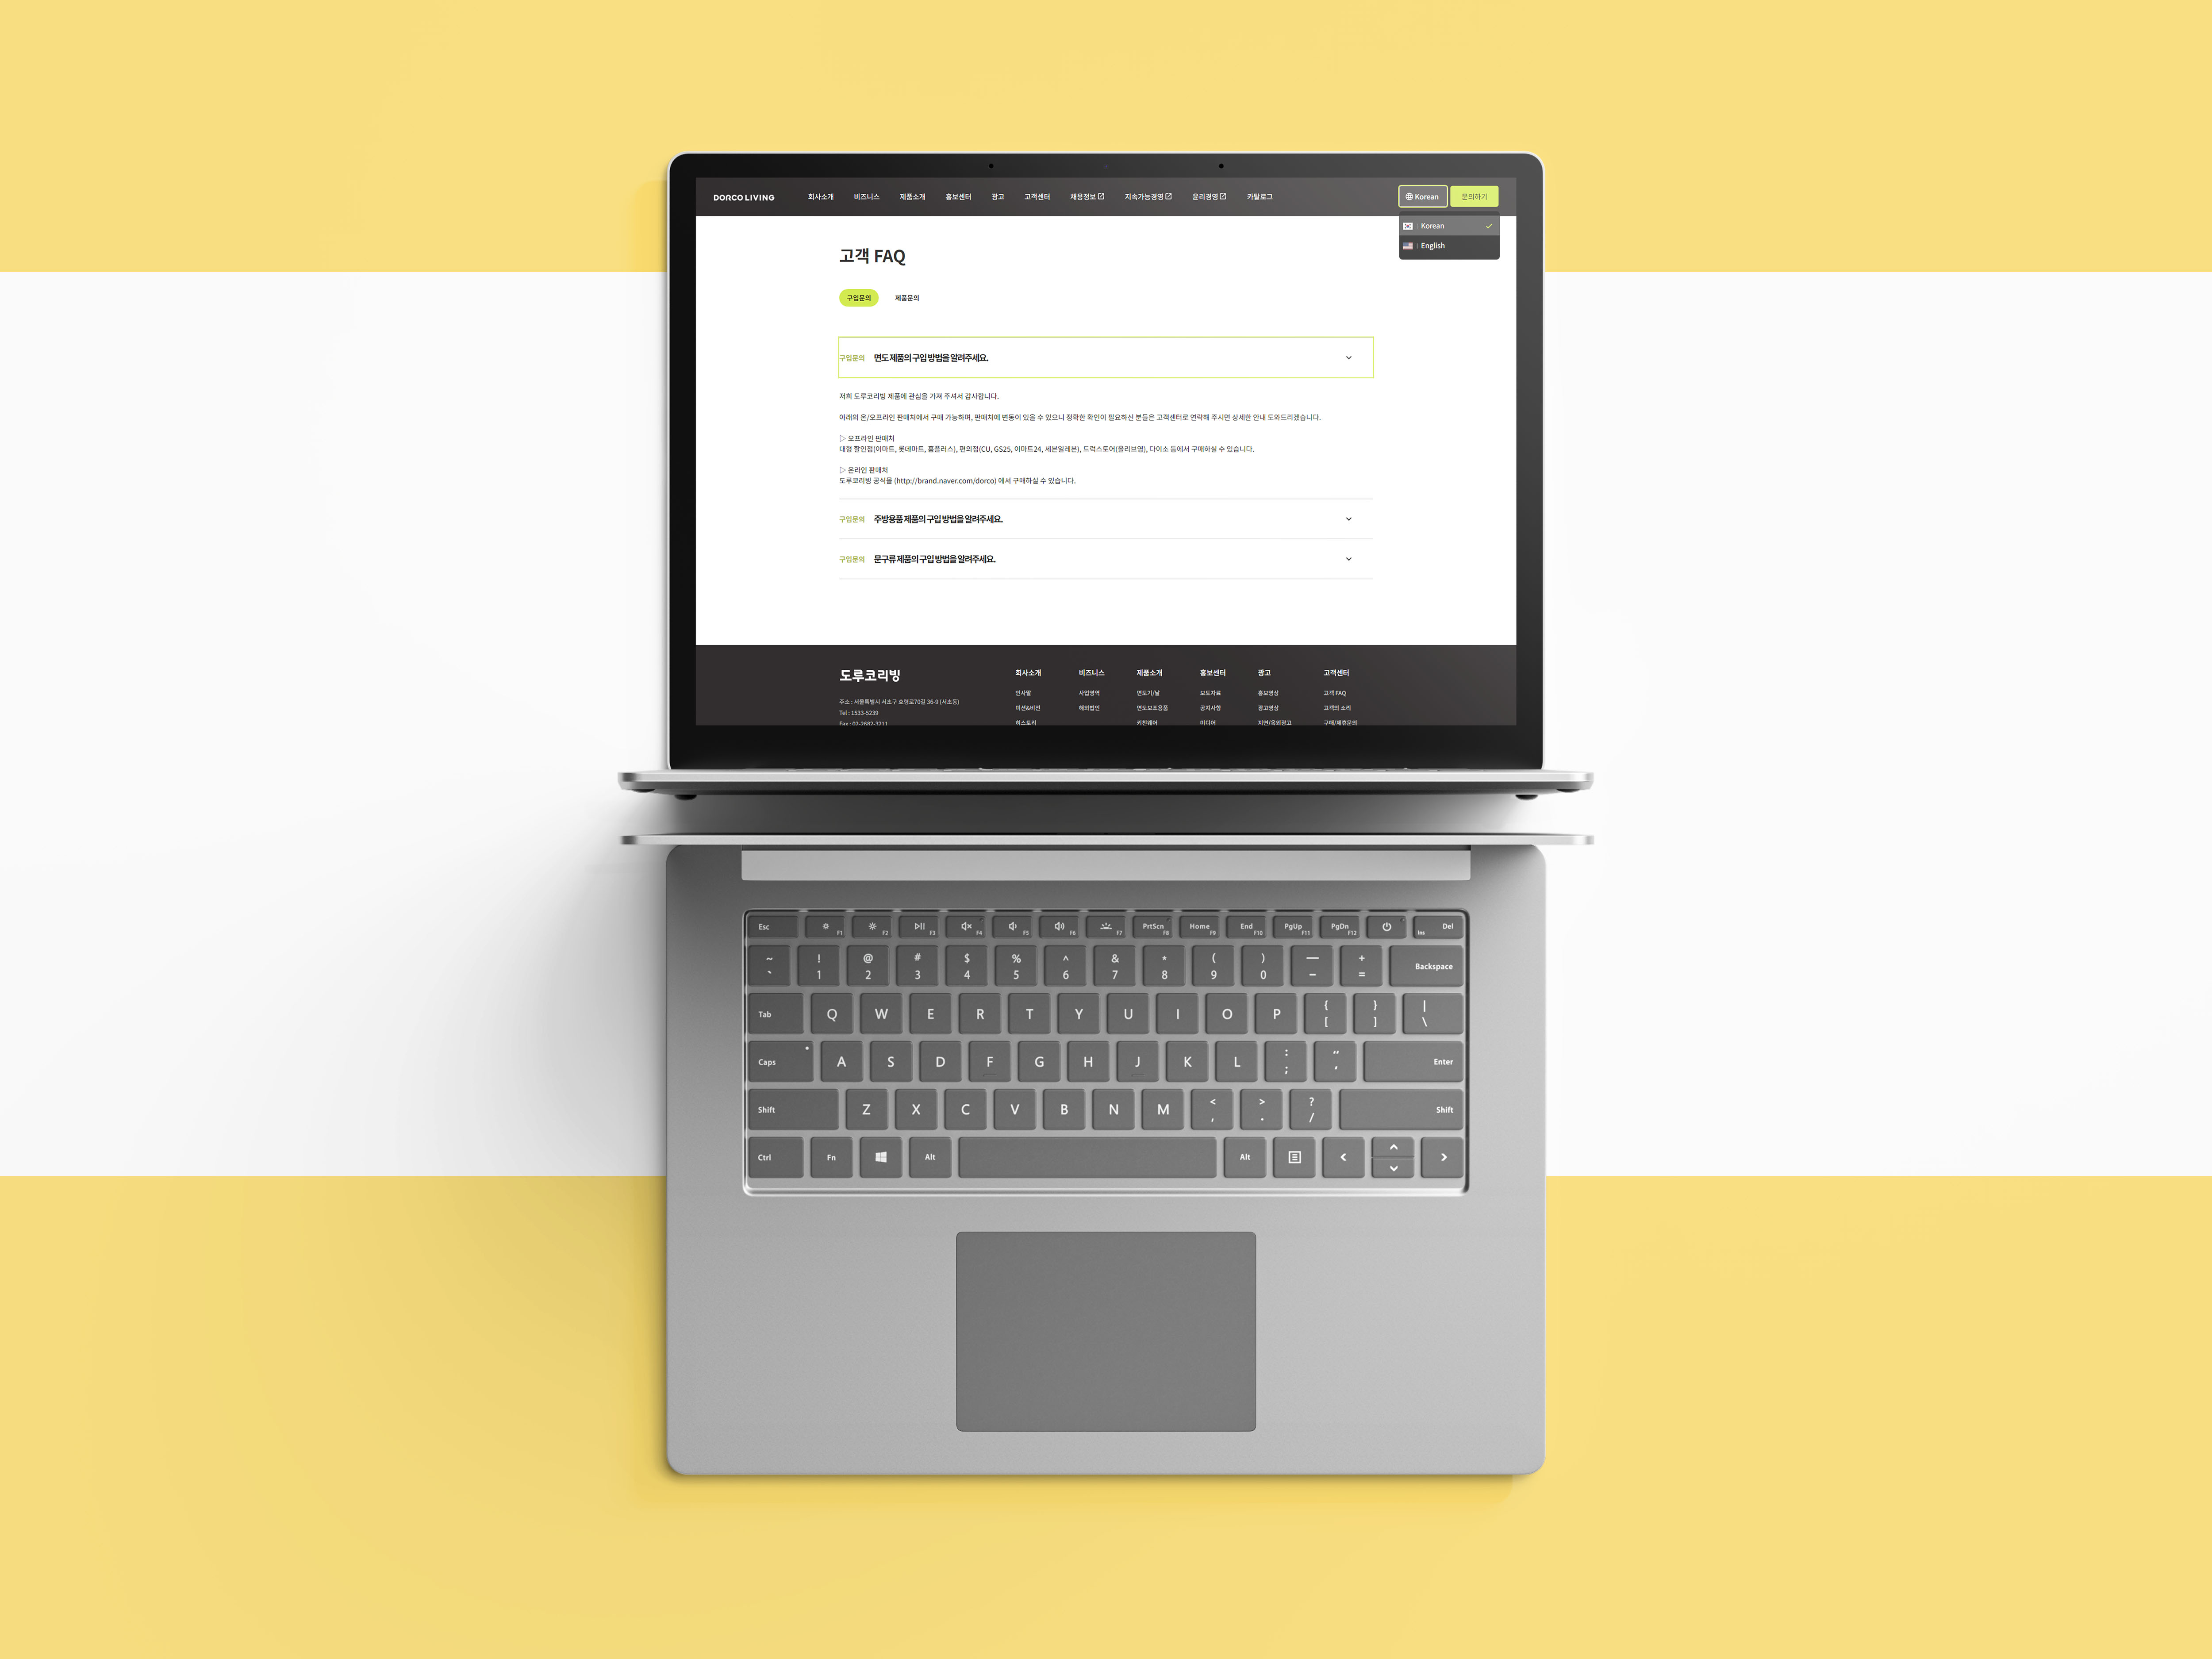 DORCO LIVING 회사소개 비즈니스 제품소개 홍보센터 광고 고객센터 채용정보 지속가능경영 윤리경영 카탈로그 Korean 문의하기
Korean
English
고객 FAQ
구입문의 제품문의
구입문의 면도 제품의 구입 방법을 알려주세요.
저희 도루코리빙 제품에 관심을 가져 주셔서 감사합니다.
아래의 온/오프라인 판매처에서 구매 가능하며, 판매처에 변동이 있을 수 있으니 정확한 확인이 필요하신 분들은 고객센터로 연락해 주시면 상세한 안내 도와드리겠습니다.
▷ 오프라인 판매처
대형 할인점(이마트, 롯데마트, 홈플러스), 편의점(CU, GS25, 이마트24, 세븐일레븐), 드럭스토어(올리브영), 다이소 등에서 구매하실 수 있습니다.
▷ 온라인 판매처
도루코리빙 공식몰 (http://brand.naver.com/dorco) 에서 구매하실 수 있습니다.
구입문의 주방용품 제품의 구입 방법을 알려주세요.
구입문의 문구류 제품의 구입 방법을 알려주세요.
도루코리빙 회사소개 비즈니스 제품소개 홍보센터 광고 고객센터
인사말 사업영역 면도기/날 보도자료 홍보영상 고객 FAQ
주소 : 서울특별시 서초구 효령로70길 36-9 (서초동)
미션&비전 해외법인 면도보조용품 공지사항 광고영상 고객의 소리
Tel : 1533-5239
히스토리 키친웨어 미디어 지면/옥외광고 구매/제휴문의
Fax : 02-2682-3211
Esc F1 F2 F3 F4 F5 F6 F7 PrtScn F8 Home F9 End F10 PgUp F11 PgDn F12 Ins Del
~ ! @ # $ % ^ & * ( ) — +
` 1 2 3 4 5 6 7 8 9 0 - = Backspace
Tab Q W E R T Y U I O P { [ } ] | \
Caps A S D F G H J K L : ; “ ‘ Enter
Shift Z X C V B N M < , > . ? / Shift
Ctrl Fn Alt Alt